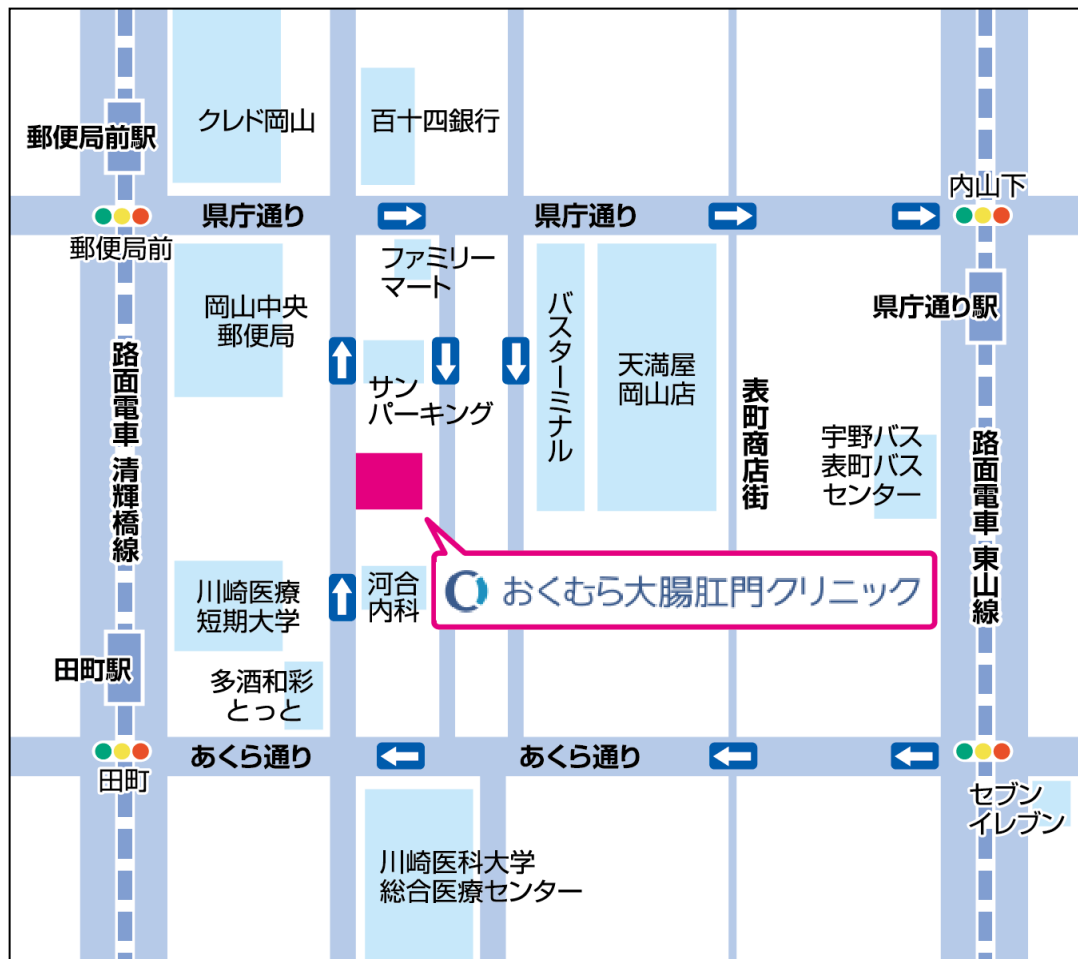 クレド岡山
百十四銀行
郵便局前駅
内山下
県庁通り
県庁通り
郵便局前
ファミリー
マート
岡山中央
郵便局
県庁通り駅
バスターミナル
路面電車 清輝橋線
天満屋
岡山店
サン
パーキング
表町商店街
宇野バス
表町バス
センター
路面電車 東山線
川崎医療
短期大学
河合
内科
おくむら大腸肛門クリニック
田町駅
多酒和彩
とっと
あくら通り
あくら通り
田町
セブン
イレブン
川崎医科大学
総合医療センター